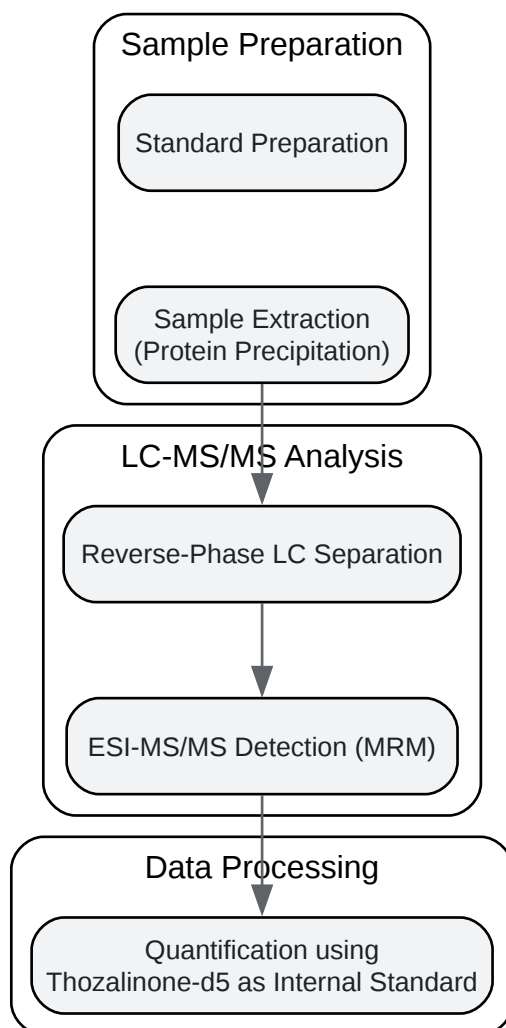 Sample Preparation
Standard Preparation
Sample Extraction
(Protein Precipitation)
LC-MS/MS Analysis
Reverse-Phase LC Separation
ESI-MS/MS Detection (MRM)
Data Processing
Quantification using
Thozalinone-d5 as Internal Standard